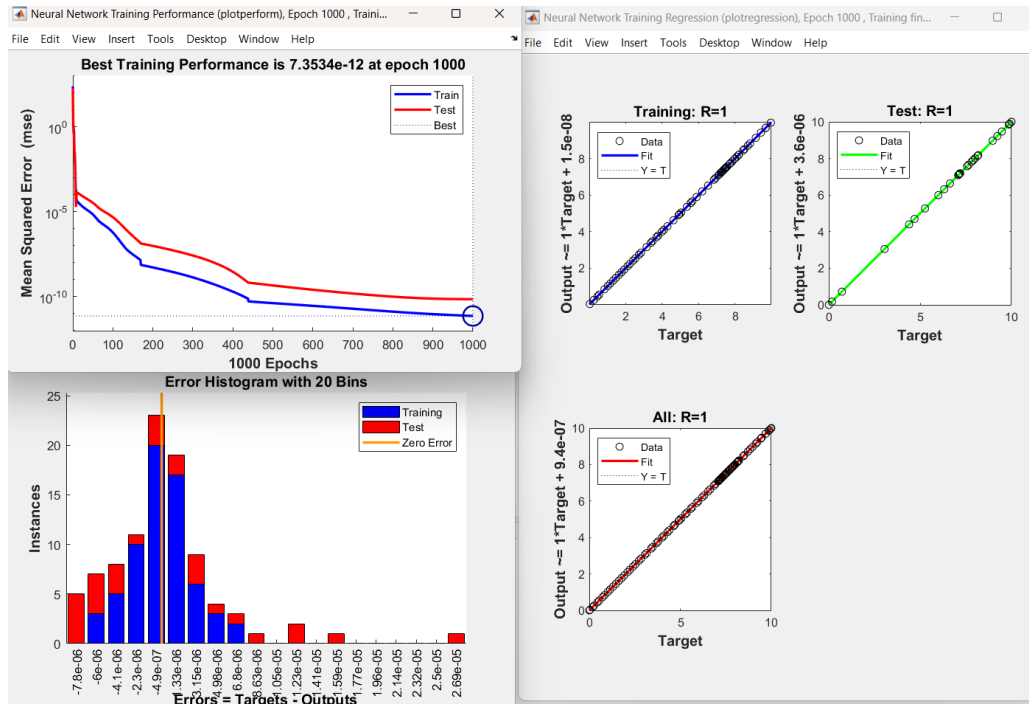 Neural Network Training Performance (plotperform), Epoch 1000 , Traini...
File Edit View Insert Tools Desktop Window Help
Best Training Performance is 7.3534e-12 at epoch 1000
Mean Squared Error (mse)
10^0
10^-5
10^-10
Train
Test
Best
0 100 200 300 400 500 600 700 800 900 1000
1000 Epochs
Error Histogram with 20 Bins
Instances
25
20
15
10
5
0
Training
Test
Zero Error
-7.8e-06
-6e-06
-4.1e-06
-2.3e-06
-4.9e-07
1.33e-06
3.15e-06
4.98e-06
6.8e-06
8.63e-06
1.05e-05
1.23e-05
1.41e-05
1.59e-05
1.77e-05
1.96e-05
2.14e-05
2.32e-05
2.5e-05
2.69e-05
Errors = Targets - Outputs
Neural Network Training Regression (plotregression), Epoch 1000 , Training fin...
File Edit View Insert Tools Desktop Window Help
Training: R=1
Output ~= 1*Target + 1.5e-08
10
8
6
4
2
0
Data
Fit
Y = T
2 4 6 8
Target
Test: R=1
Output ~= 1*Target + 3.6e-06
10
8
6
4
2
0
Data
Fit
Y = T
0 5 10
Target
All: R=1
Output ~= 1*Target + 9.4e-07
10
8
6
4
2
0
Data
Fit
Y = T
0 5 10
Target